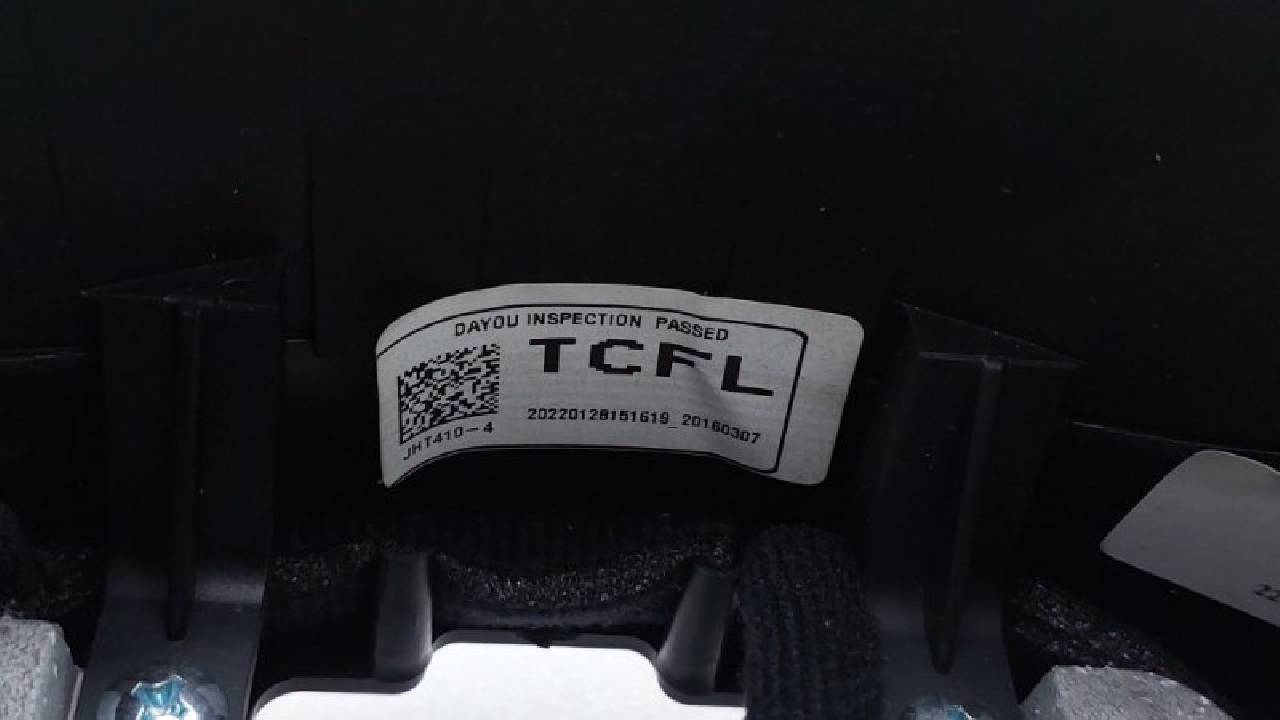 DAYOU INSPECTION PASSED
TCFL
20220128151619_20160307
JHT410-4